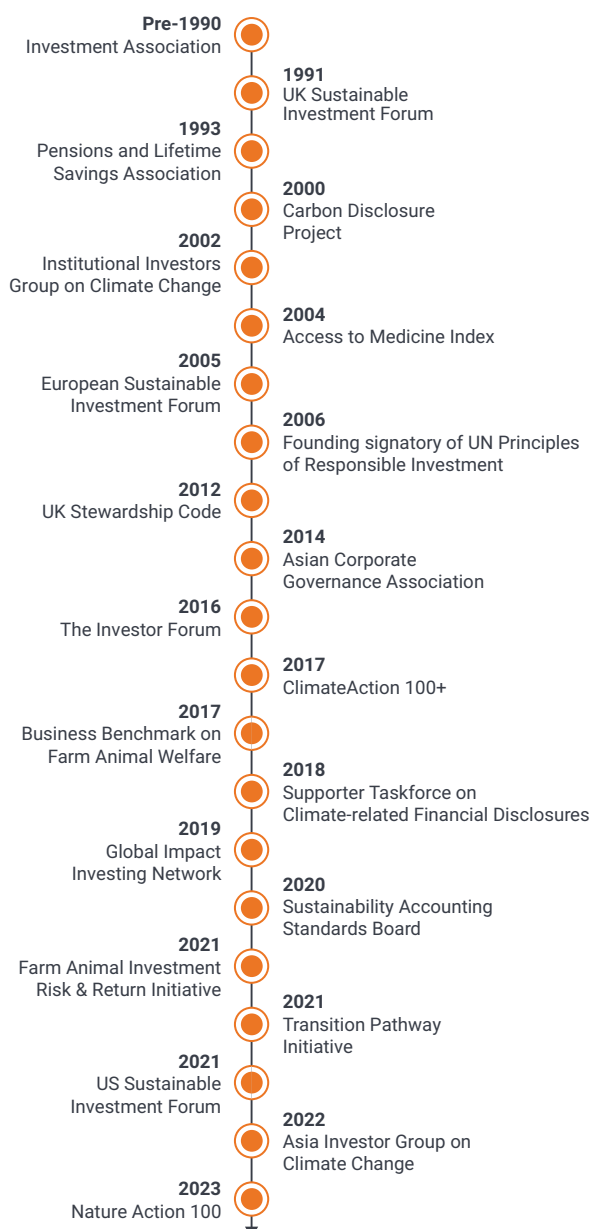 Pre-1990
Investment Association
1991
UK Sustainable
Investment Forum
1993
Pensions and Lifetime
Savings Association
2000
Carbon Disclosure
Project
2002
Institutional Investors
Group on Climate Change
2004
Access to Medicine Index
2005
European Sustainable
Investment Forum
2006
Founding signatory of UN Principles
of Responsible Investment
2012
UK Stewardship Code
2014
Asian Corporate
Governance Association
2016
The Investor Forum
2017
ClimateAction 100+
2017
Business Benchmark on
Farm Animal Welfare
2018
Supporter Taskforce on
Climate-related Financial Disclosures
2019
Global Impact
Investing Network
2020
Sustainability Accounting
Standards Board
2021
Farm Animal Investment
Risk & Return Initiative
2021
Transition Pathway
Initiative
2021
US Sustainable
Investment Forum
2022
Asia Investor Group on
Climate Change
2023
Nature Action 100